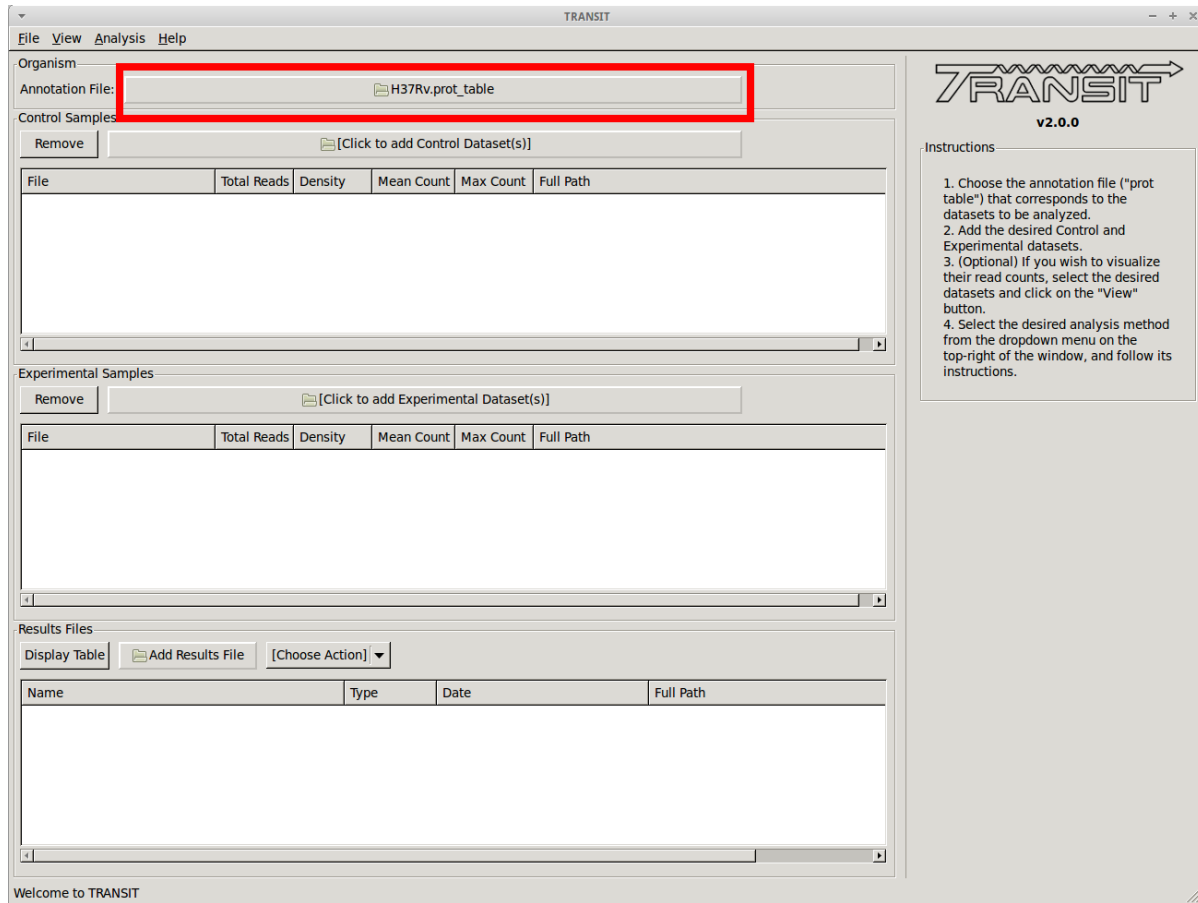 TRANSIT
File View Analysis Help
Organism
Annotation File: H37Rv.prot_table
Control Samples
Remove [Click to add Control Dataset(s)]
File Total Reads Density Mean Count Max Count Full Path
Experimental Samples
Remove [Click to add Experimental Dataset(s)]
File Total Reads Density Mean Count Max Count Full Path
Results Files
Display Table Add Results File [Choose Action]
Name Type Date Full Path
Welcome to TRANSIT
TRANSIT
v2.0.0
Instructions
1. Choose the annotation file ("prot
table") that corresponds to the
datasets to be analyzed.
2. Add the desired Control and
Experimental datasets.
3. (Optional) If you wish to visualize
their read counts, select the desired
datasets and click on the "View"
button.
4. Select the desired analysis method
from the dropdown menu on the
top-right of the window, and follow its
instructions.